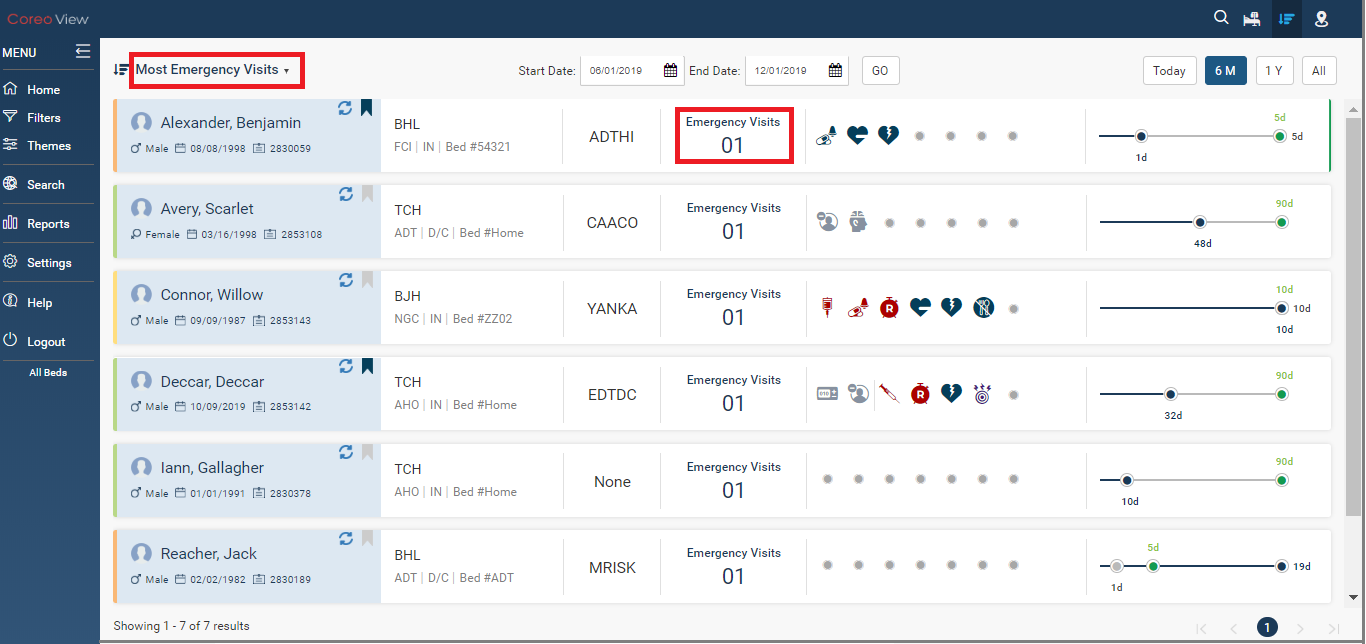 Coreo View
MENU
Home
Filters
Themes
Search
Reports
Settings
Help
Logout
All Beds
Most Emergency Visits
Start Date: 06/01/2019 End Date: 12/01/2019 GO
Today 6 M 1 Y All
Alexander, Benjamin
Male 08/08/1998 2830059
BHL
FCI | IN | Bed #54321
ADTHI
Emergency Visits
01
5d
5d
1d
Avery, Scarlet
Female 03/16/1998 2853108
TCH
ADT | D/C | Bed #Home
CAACO
Emergency Visits
01
90d
48d
Connor, Willow
Male 09/09/1987 2853143
BJH
NGC | IN | Bed #ZZ02
YANKA
Emergency Visits
01
R
10d
10d
10d
Deccar, Deccar
Male 10/09/2019 2853142
TCH
AHO | IN | Bed #Home
EDTDC
Emergency Visits
01
R
90d
32d
Iann, Gallagher
Male 01/01/1991 2830378
TCH
AHO | IN | Bed #Home
None
Emergency Visits
01
90d
10d
Reacher, Jack
Male 02/02/1982 2830189
BHL
ADT | D/C | Bed #ADT
MRISK
Emergency Visits
01
5d
19d
1d
Showing 1 - 7 of 7 results
1